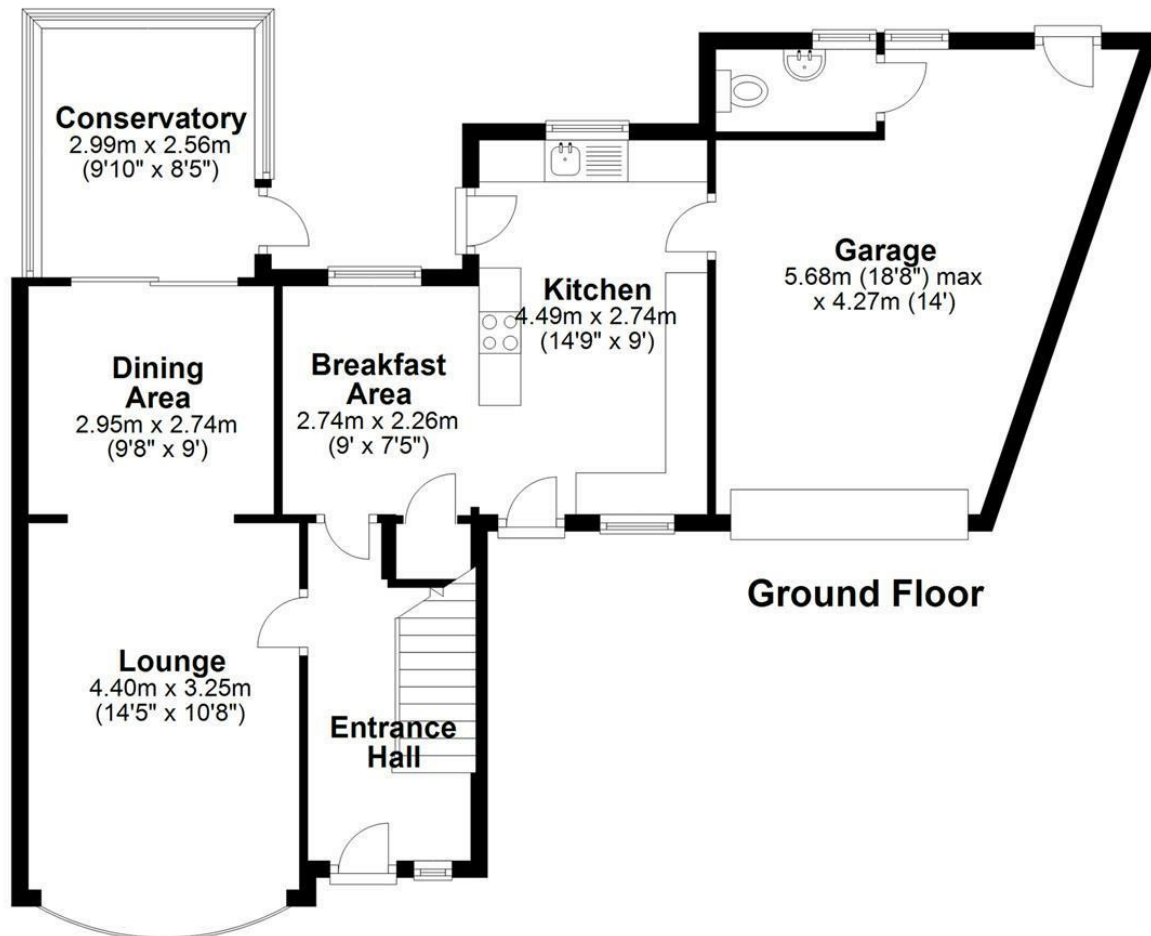 Conservatory
2.99m x 2.56m
(9'10" x 8'5")
Garage
5.68m (18'8") max
x 4.27m (14')
Kitchen
4.49m x 2.74m
(14'9" x 9')
Dining
Area
2.95m x 2.74m
(9'8" x 9')
Breakfast
Area
2.74m x 2.26m
(9' x 7'5")
Ground Floor
Lounge
4.40m x 3.25m
(14'5" x 10'8")
Entrance
Hall